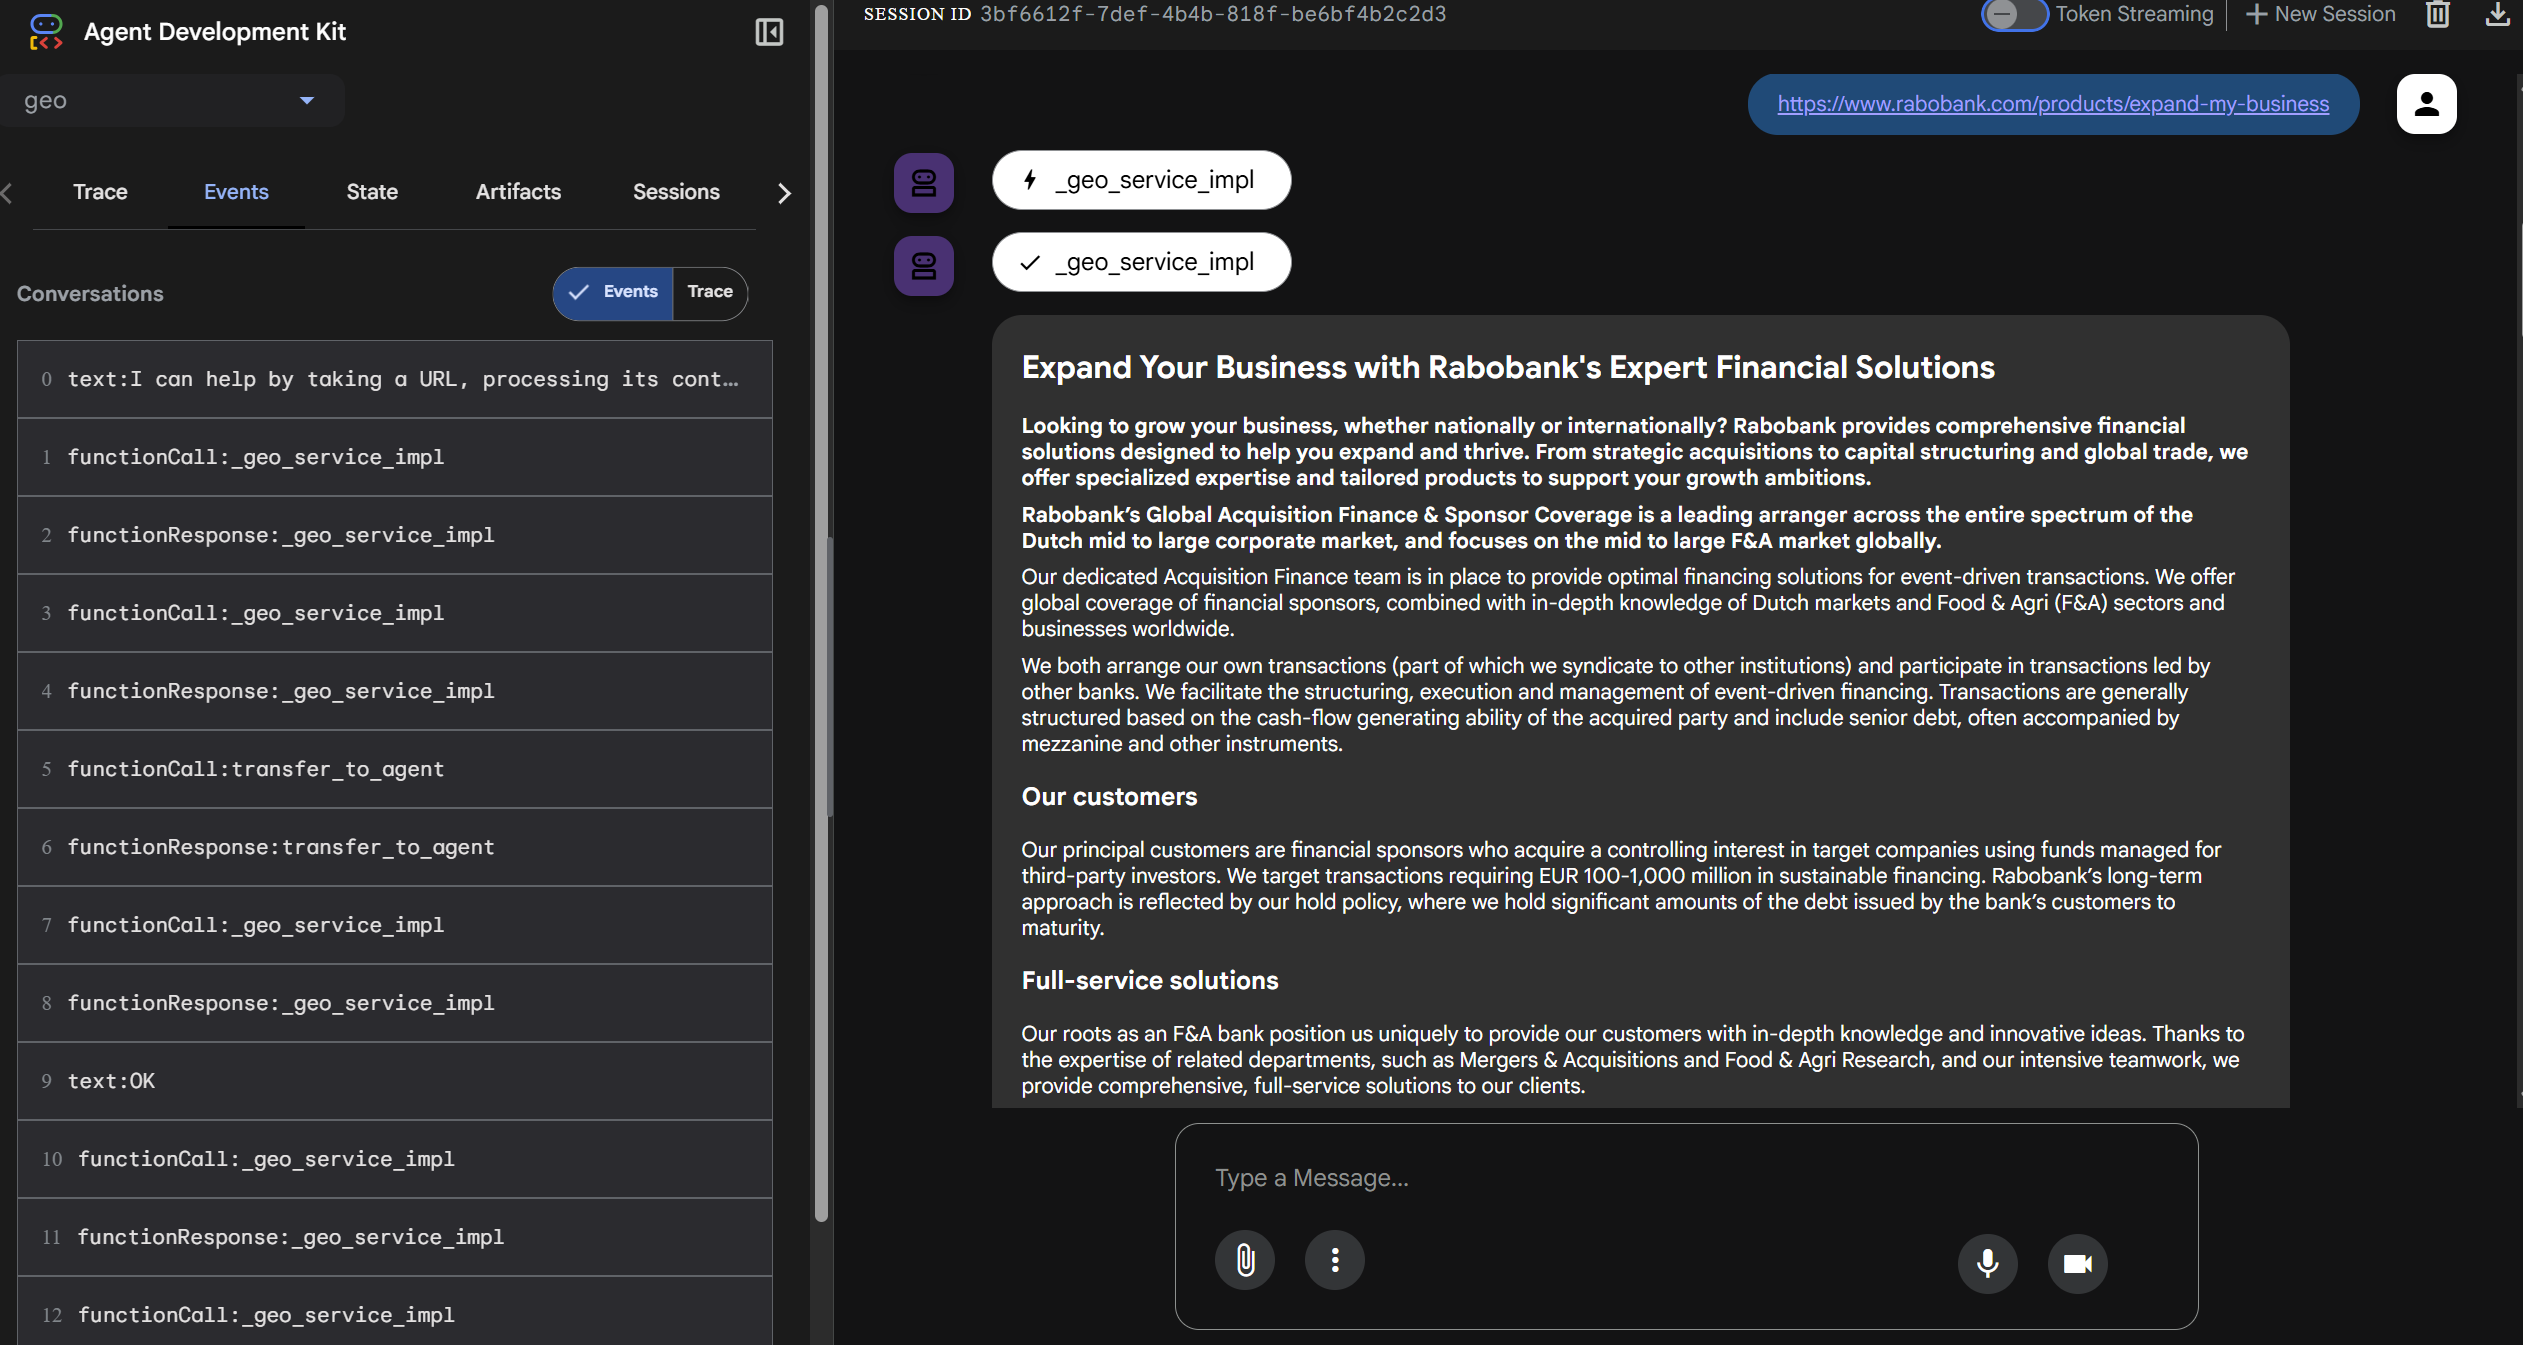 Agent Development Kit
geo
Trace
Events
State
Artifacts
Sessions
Conversations
Events
Trace
0 text:I can help by taking a URL, processing its cont…
1 functionCall:_geo_service_impl
2 functionResponse:_geo_service_impl
3 functionCall:_geo_service_impl
4 functionResponse:_geo_service_impl
5 functionCall:transfer_to_agent
6 functionResponse:transfer_to_agent
7 functionCall:_geo_service_impl
8 functionResponse:_geo_service_impl
9 text:OK
10 functionCall:_geo_service_impl
11 functionResponse:_geo_service_impl
12 functionCall:_geo_service_impl
SESSION ID 3bf6612f-7def-4b4b-818f-be6bf4b2c2d3
Token Streaming
New Session
https://www.rabobank.com/products/expand-my-business
_geo_service_impl
_geo_service_impl
Expand Your Business with Rabobank's Expert Financial Solutions
Looking to grow your business, whether nationally or internationally? Rabobank provides comprehensive financial
solutions designed to help you expand and thrive. From strategic acquisitions to capital structuring and global trade, we
offer specialized expertise and tailored products to support your growth ambitions.
Rabobank’s Global Acquisition Finance & Sponsor Coverage is a leading arranger across the entire spectrum of the
Dutch mid to large corporate market, and focuses on the mid to large F&A market globally.
Our dedicated Acquisition Finance team is in place to provide optimal financing solutions for event-driven transactions. We offer
global coverage of financial sponsors, combined with in-depth knowledge of Dutch markets and Food & Agri (F&A) sectors and
businesses worldwide.
We both arrange our own transactions (part of which we syndicate to other institutions) and participate in transactions led by
other banks. We facilitate the structuring, execution and management of event-driven financing. Transactions are generally
structured based on the cash-flow generating ability of the acquired party and include senior debt, often accompanied by
mezzanine and other instruments.
Our customers
Our principal customers are financial sponsors who acquire a controlling interest in target companies using funds managed for
third-party investors. We target transactions requiring EUR 100-1,000 million in sustainable financing. Rabobank’s long-term
approach is reflected by our hold policy, where we hold significant amounts of the debt issued by the bank’s customers to
maturity.
Full-service solutions
Our roots as an F&A bank position us uniquely to provide our customers with in-depth knowledge and innovative ideas. Thanks to
the expertise of related departments, such as Mergers & Acquisitions and Food & Agri Research, and our intensive teamwork, we
provide comprehensive, full-service solutions to our clients.
Type a Message...